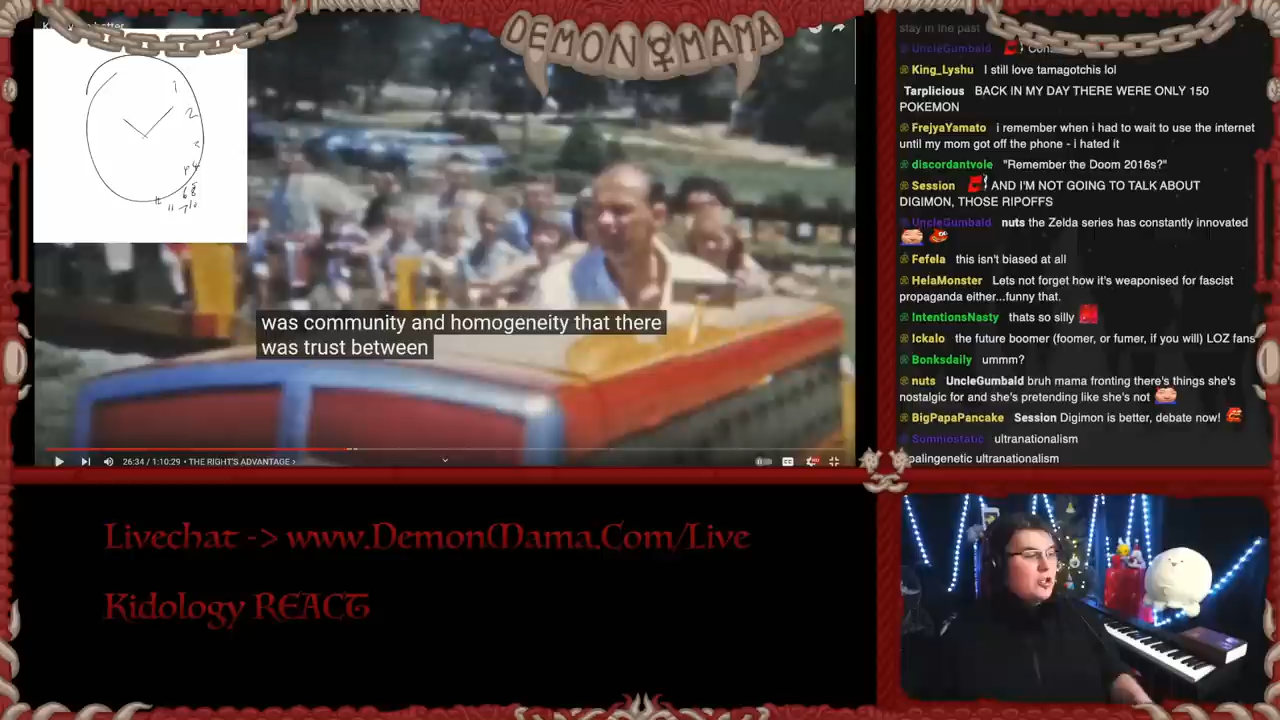 DEMON MAMA
1
2
was community and homogeneity that there
was trust between
26:34 / 1:10:29 • THE RIGHT'S ADVANTAGE ›
stay in the past
UncleGumbald
King_Lyshu I still love tamagotchis lol
Tarplicious BACK IN MY DAY THERE WERE ONLY 150
POKEMON
FrejyaYamato i remember when i had to wait to use the internet
until my mom got off the phone - i hated it
discordantvole "Remember the Doom 2016s?"
Session AND I'M NOT GOING TO TALK ABOUT
DIGIMON, THOSE RIPOFFS
UncleGumbald nuts the Zelda series has constantly innovated
Fefela this isn't biased at all
HelaMonster Lets not forget how it's weaponised for fascist
propaganda either...funny that.
IntentionsNasty thats so silly
Ickalo the future boomer (foomer, or fumer, if you will) LOZ fans
Bonksdaily ummm?
nuts UncleGumbald bruh mama fronting there's things she's
nostalgic for and she's pretending like she's not
BigPapaPancake Session Digimon is better, debate now!
Somniostatic ultranationalism
palingenetic ultranationalism
Livechat -> www.DemonMama.Com/Live
Kidology REACT